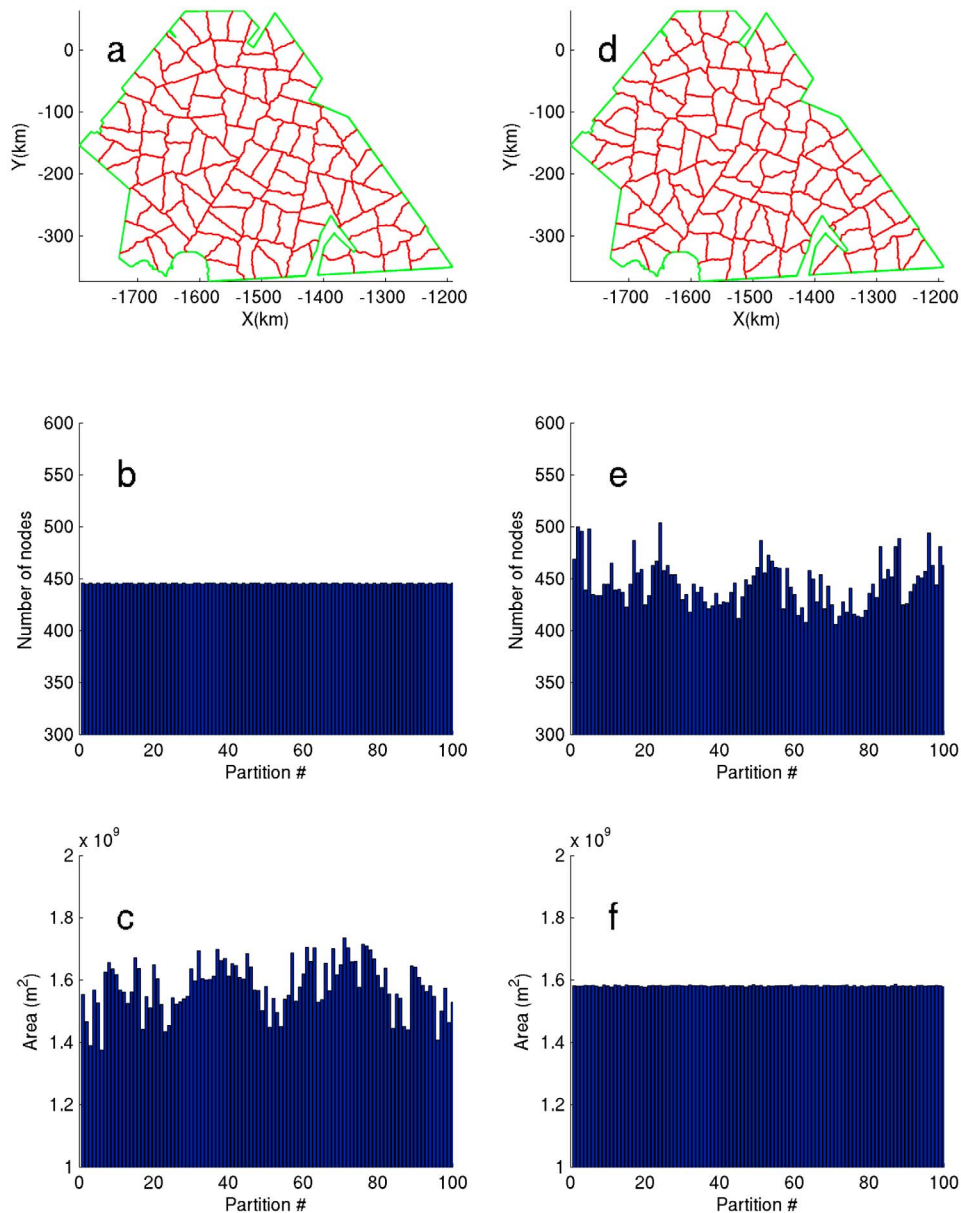 a
0
-100
-200
-300
Y(km)
-1700 -1600 -1500 -1400 -1300 -1200
X(km)
d
0
-100
-200
-300
Y(km)
-1700 -1600 -1500 -1400 -1300 -1200
X(km)
b
600
550
500
450
400
350
300
Number of nodes
0 20 40 60 80 100
Partition #
e
600
550
500
450
400
350
300
Number of nodes
0 20 40 60 80 100
Partition #
x 10^9
c
2
1.8
1.6
1.4
1.2
1
Area (m^2)
0 20 40 60 80 100
Partition #
x 10^9
f
2
1.8
1.6
1.4
1.2
1
Area (m^2)
0 20 40 60 80 100
Partition #